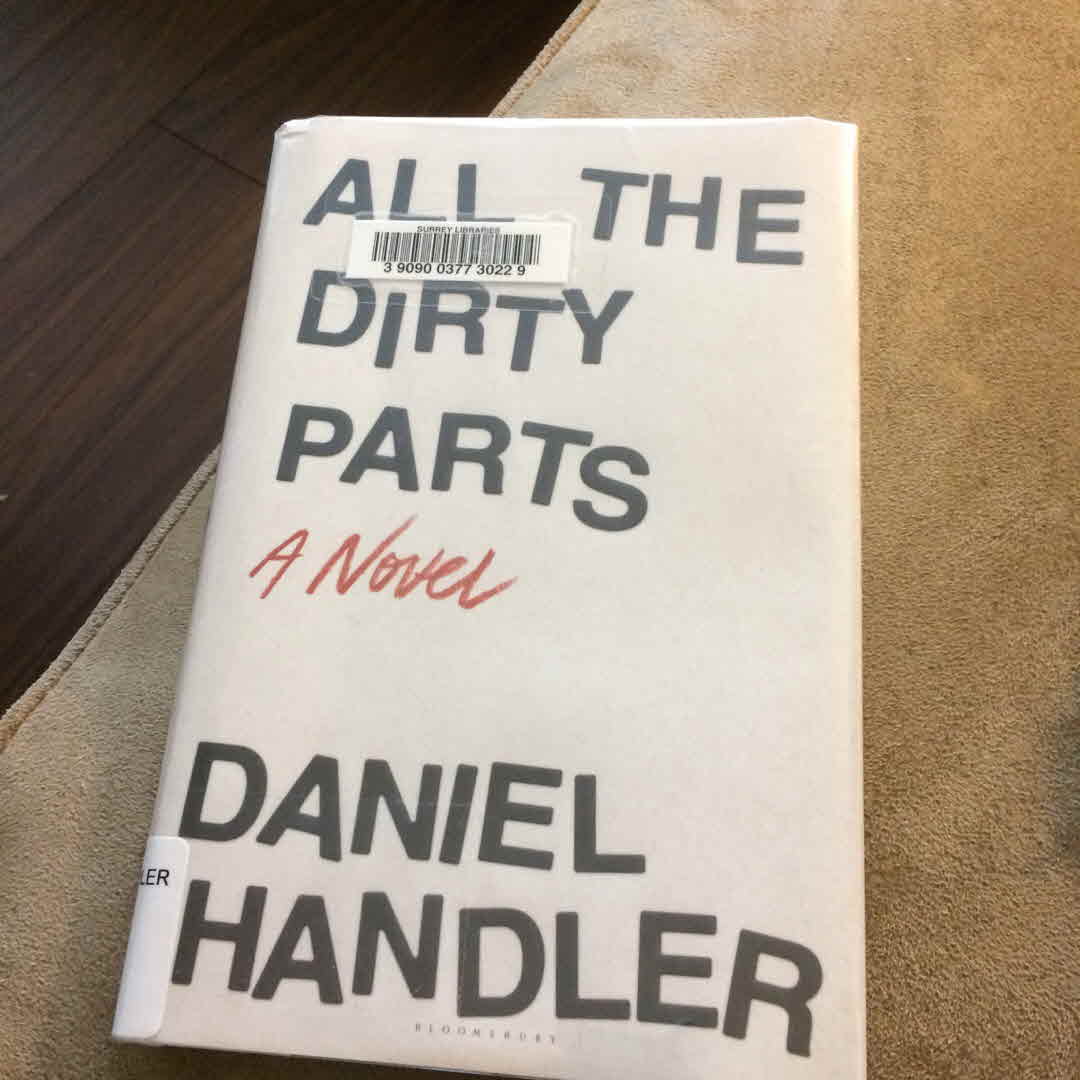 ALL THE
SURREY LIBRARIES
3 9090 0377 3022 9
DIRTY
PARTS
A Novel
DANIEL
LER
HANDLER
BLOOMSBURY